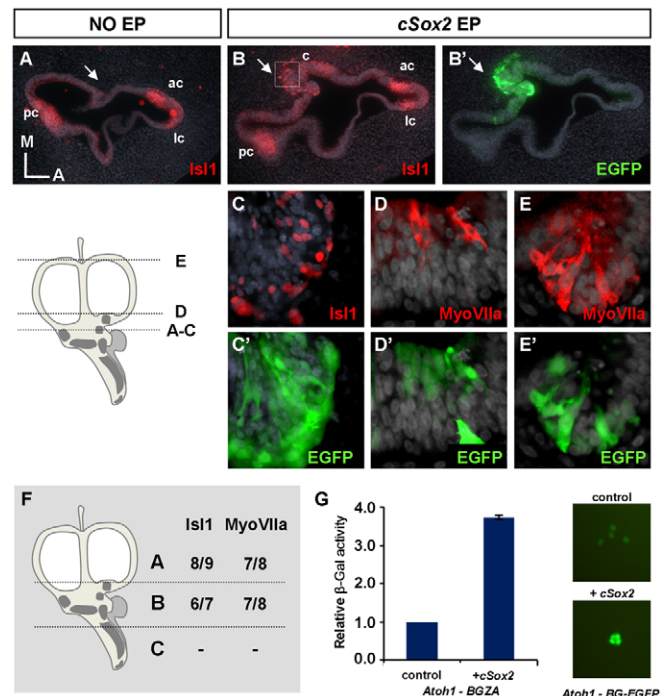 NO EP
cSox2 EP
A
ac
pc
lc
M
A
Isl1
B
c
ac
lc
pc
Isl1
B'
EGFP
E
D
A-C
C
Isl1
D
MyoVIIa
E
MyoVIIa
C'
EGFP
D'
EGFP
E'
EGFP
F
Isl1 MyoVIIa
A 8/9 7/8
B 6/7 7/8
C - -
G
Relative β-Gal activity
4.0
3.0
2.0
1.0
0.0
control +cSox2
Atoh1 - BGZA
control
+ cSox2
Atoh1 - BG-EGFP